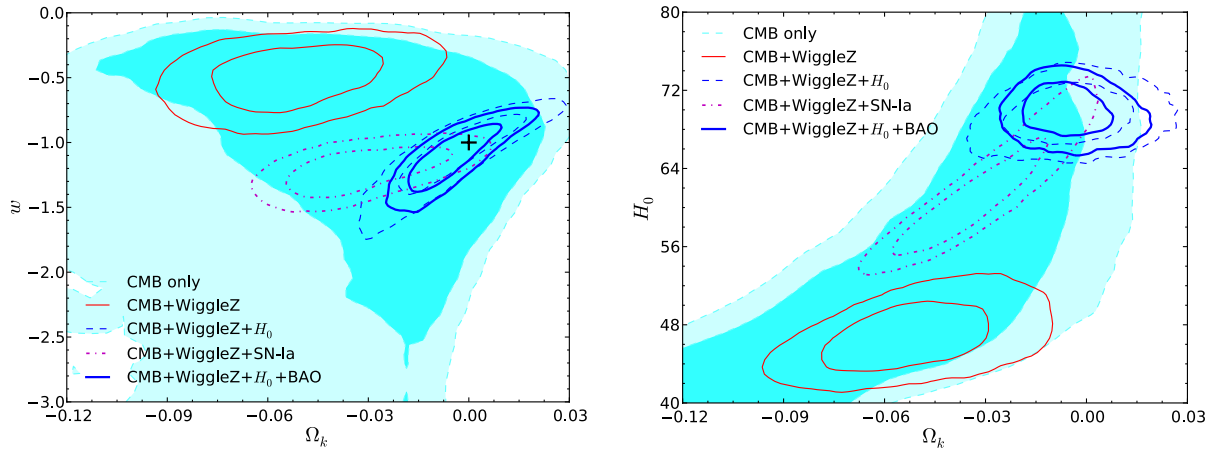 0.0
−0.5
−1.0
−1.5
−2.0
−2.5
−3.0
w
CMB only
CMB+WiggleZ
CMB+WiggleZ+H₀
CMB+WiggleZ+SN-Ia
CMB+WiggleZ+H₀+BAO
−0.12 −0.09 −0.06 −0.03 0.00 0.03
Ωₖ
80
72
64
56
48
40
H₀
CMB only
CMB+WiggleZ
CMB+WiggleZ+H₀
CMB+WiggleZ+SN-Ia
CMB+WiggleZ+H₀+BAO
−0.12 −0.09 −0.06 −0.03 0.00 0.03
Ωₖ